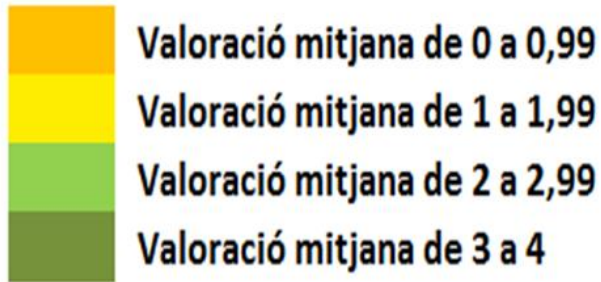 Valoració mitjana de 0 a 0,99
Valoració mitjana de 1 a 1,99
Valoració mitjana de 2 a 2,99
Valoració mitjana de 3 a 4